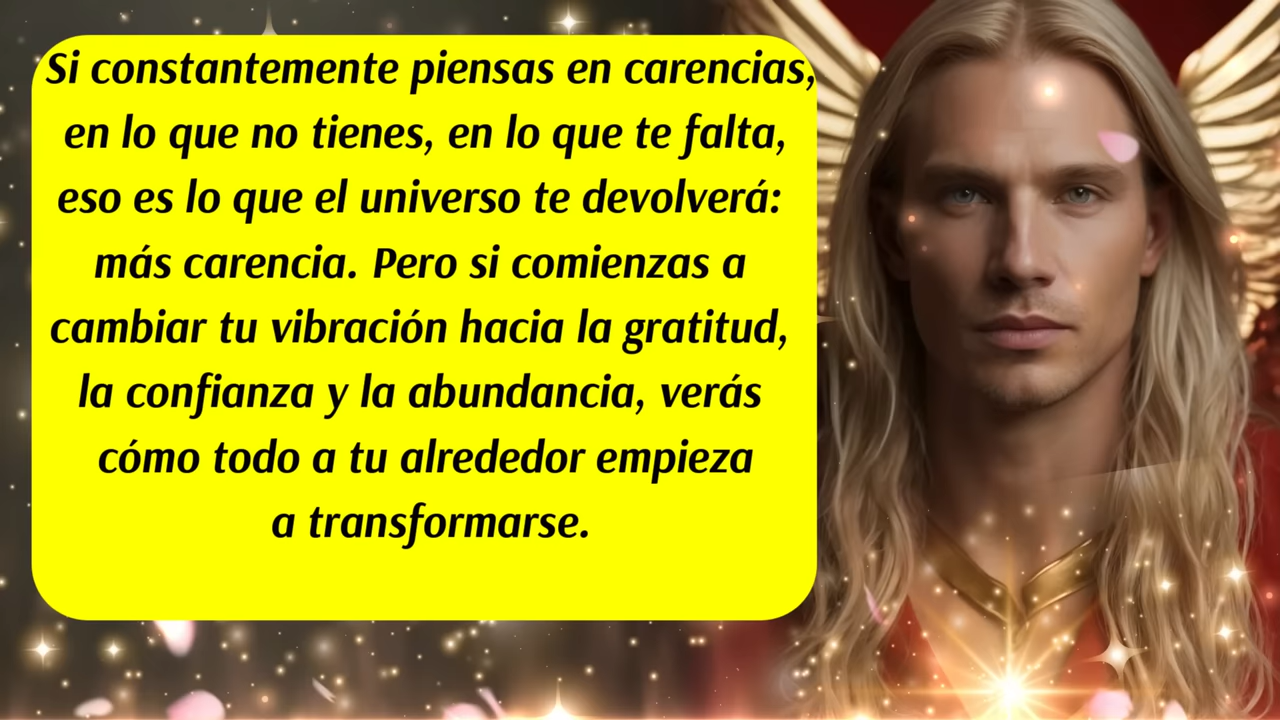 Si constantemente piensas en carencias,
en lo que no tienes, en lo que te falta,
eso es lo que el universo te devolverá:
más carencia. Pero si comienzas a
cambiar tu vibración hacia la gratitud,
la confianza y la abundancia, verás
cómo todo a tu alrededor empieza
a transformarse.